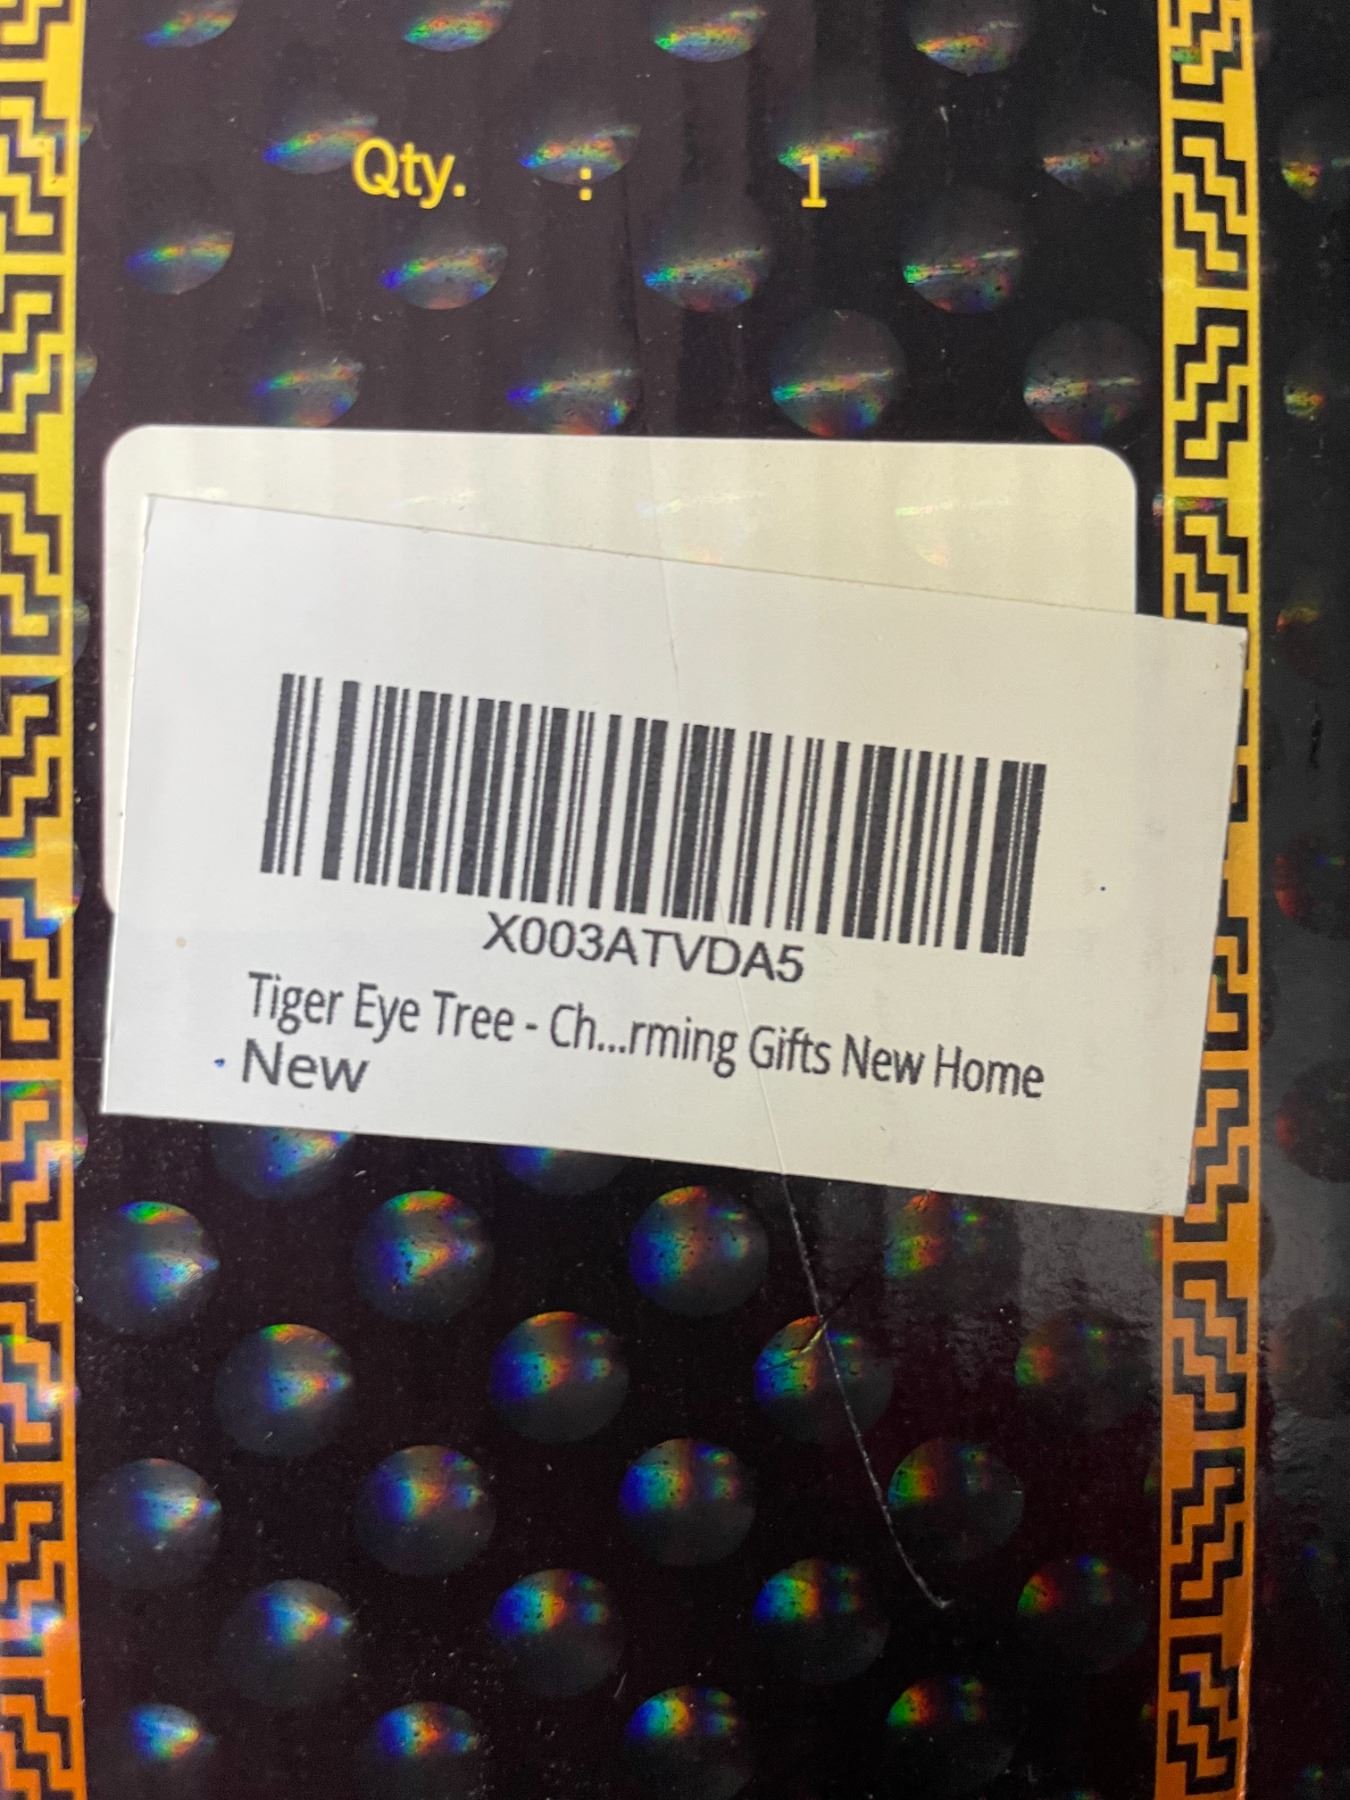 Qty. : 1
X003ATVDA5
Tiger Eye Tree - Ch...rming Gifts New Home
New